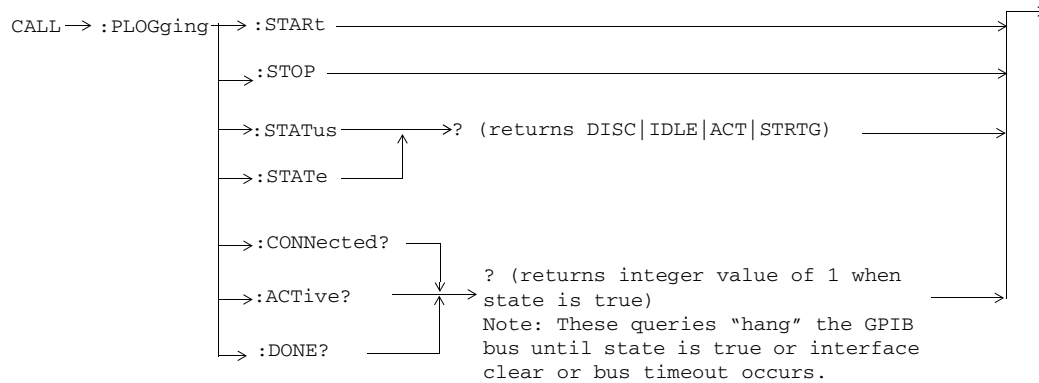 CALL :PLOGging :STARt
:STOP
:STATus ? (returns DISC|IDLE|ACT|STRTG)
:STATe
:CONNected?
:ACTive?
:DONE?
? (returns integer value of 1 when
state is true)
Note: These queries “hang” the GPIB
bus until state is true or interface
clear or bus timeout occurs.